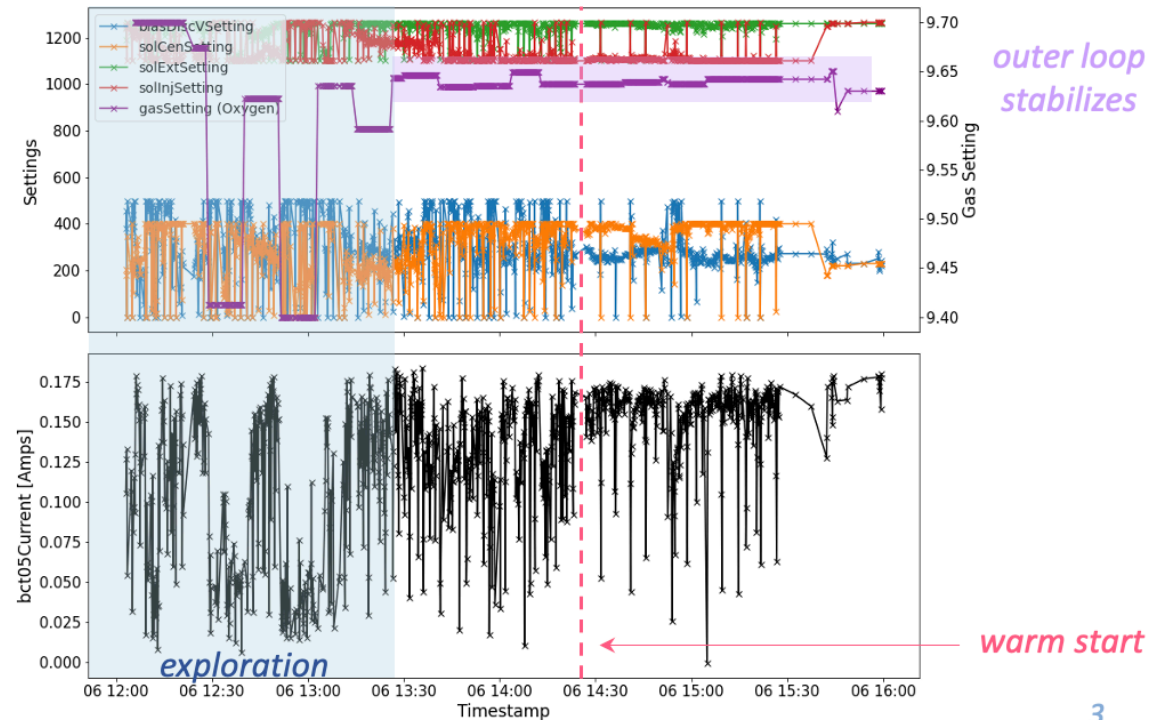 biasDiscVSetting
solCenSetting
solExtSetting
solInjSetting
gasSetting (Oxygen)
Settings
1200
1000
800
600
400
200
0
9.70
9.65
9.60
9.55
9.50
9.45
9.40
Gas Setting
outer loop
stabilizes
bct05Current [Amps]
0.175
0.150
0.125
0.100
0.075
0.050
0.025
0.000
exploration
warm start
06 12:00 06 12:30 06 13:00 06 13:30 06 14:00 06 14:30 06 15:00 06 15:30 06 16:00
Timestamp
3